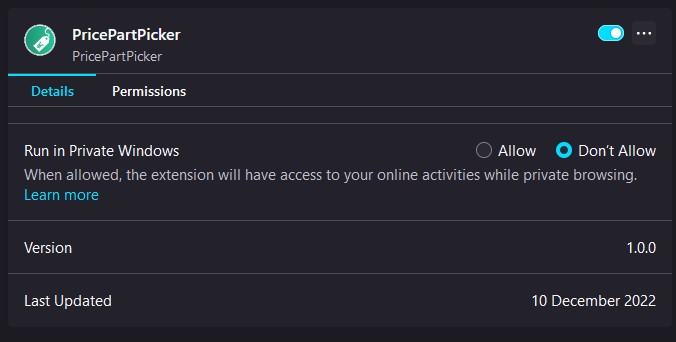 PricePartPicker
PricePartPicker
Details Permissions
Run in Private Windows Allow Don't Allow
When allowed, the extension will have access to your online activities while private browsing.
Learn more
Version 1.0.0
Last Updated 10 December 2022